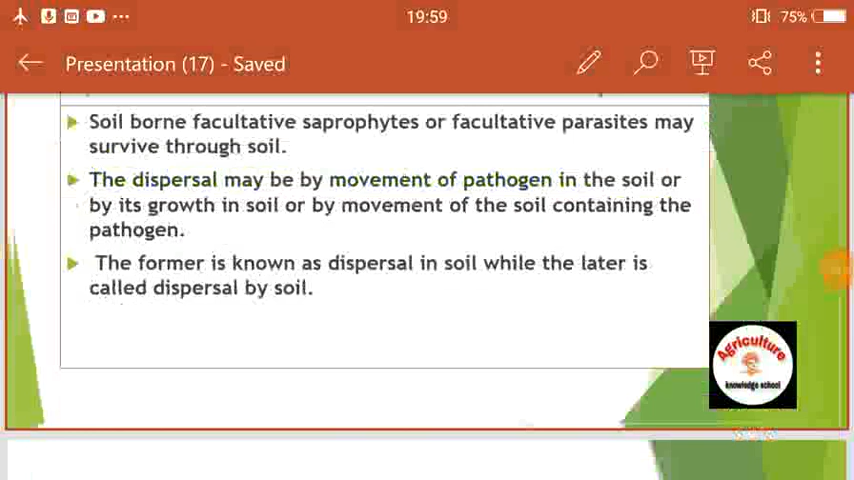 19:59
75%
Presentation (17) - Saved
Soil borne facultative saprophytes or facultative parasites may
survive through soil.
The dispersal may be by movement of pathogen in the soil or
by its growth in soil or by movement of the soil containing the
pathogen.
The former is known as dispersal in soil while the later is
called dispersal by soil.
Agriculture
knowledge school